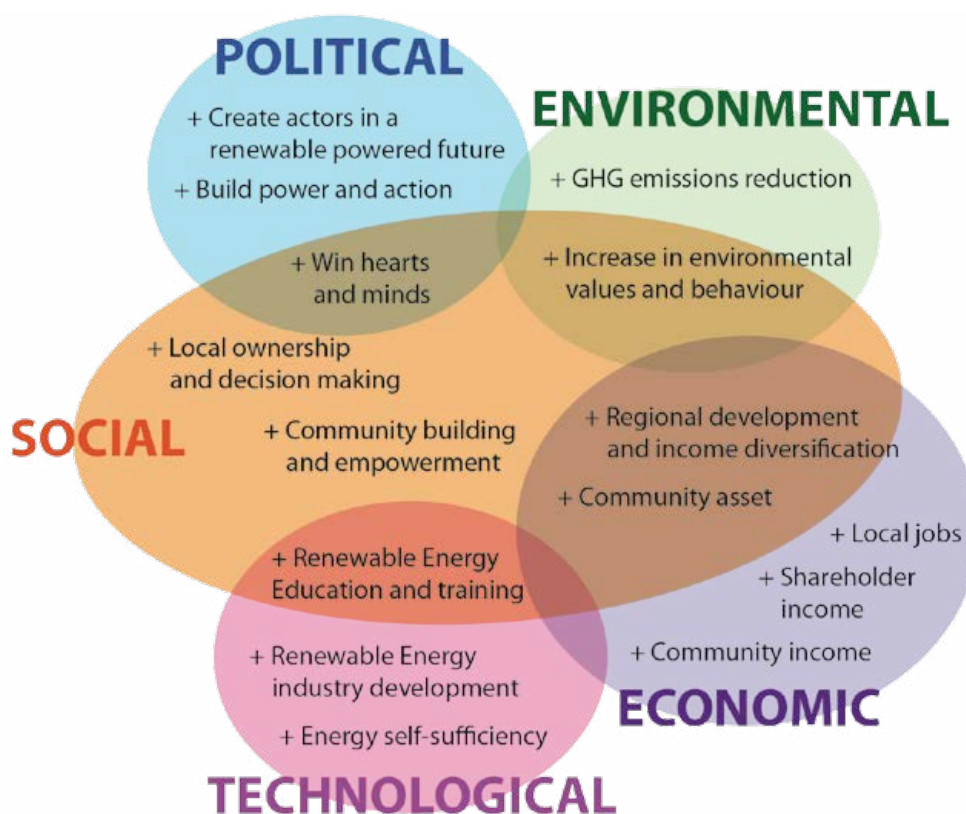 POLITICAL
+ Create actors in a
renewable powered future
+ Build power and action
ENVIRONMENTAL
+ GHG emissions reduction
+ Win hearts
and minds
+ Increase in environmental
values and behaviour
SOCIAL
+ Local ownership
and decision making
+ Community building
and empowerment
+ Regional development
and income diversification
+ Community asset
+ Local jobs
+ Shareholder
income
+ Community income
ECONOMIC
+ Renewable Energy
Education and training
+ Renewable Energy
industry development
+ Energy self-sufficiency
TECHNOLOGICAL